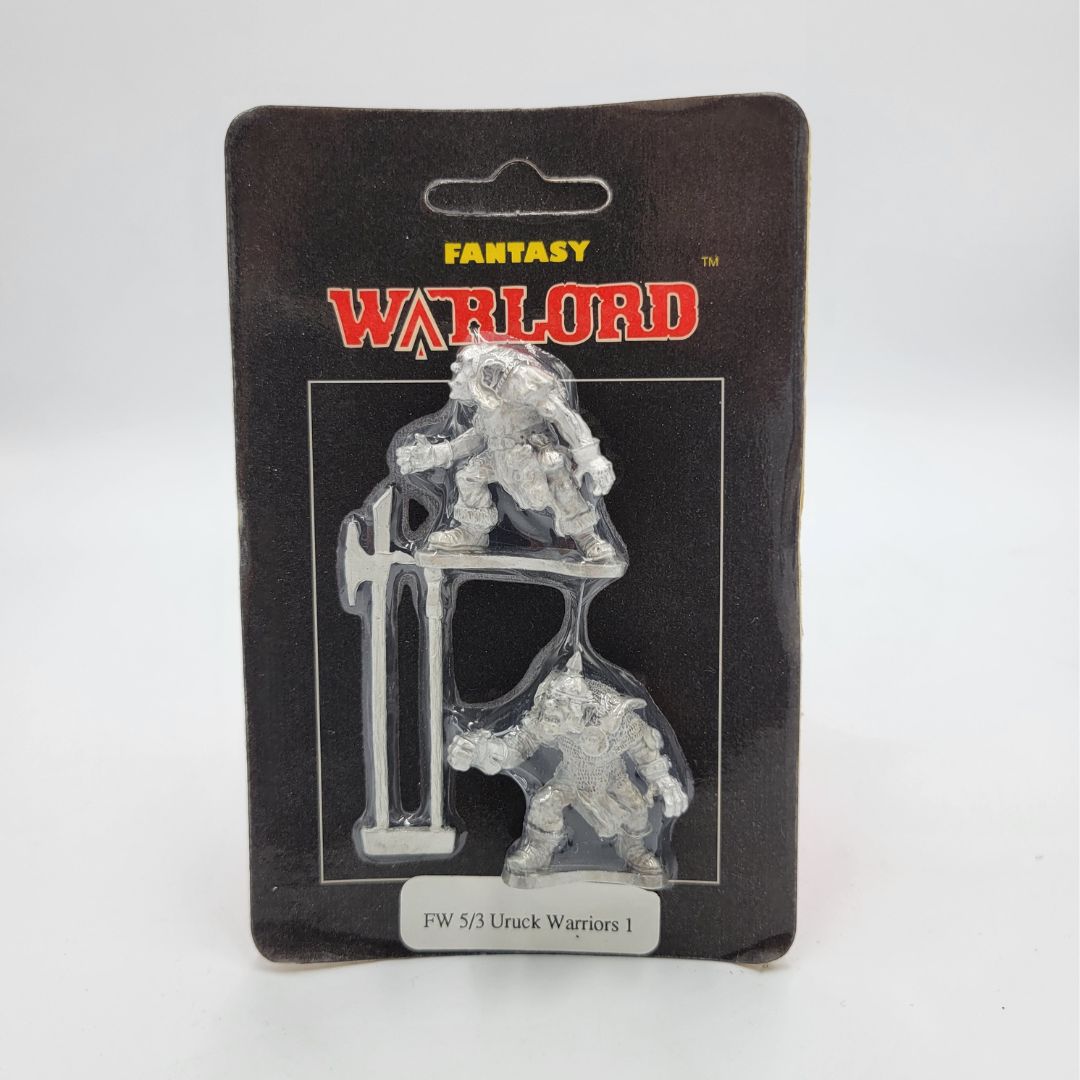 FANTASY
TM
WARLORD
FW 5/3 Uruck Warriors 1